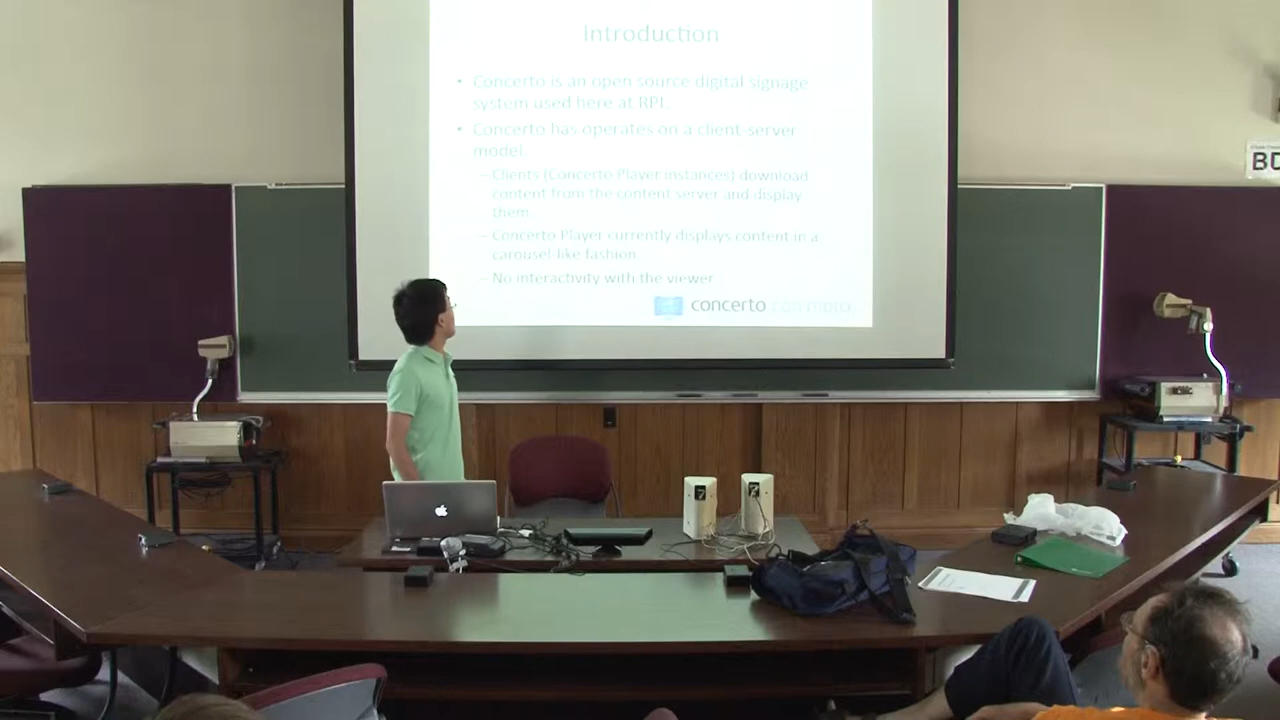 Introduction
• Concerto is an open source digital signage
system used here at RPI.
• Concerto has operates on a client-server
model.
– Clients (Concerto Player instances) download
content from the content server and display
them.
– Concerto Player currently displays content in a
carousel-like fashion.
– No interactivity with the viewer.
concerto